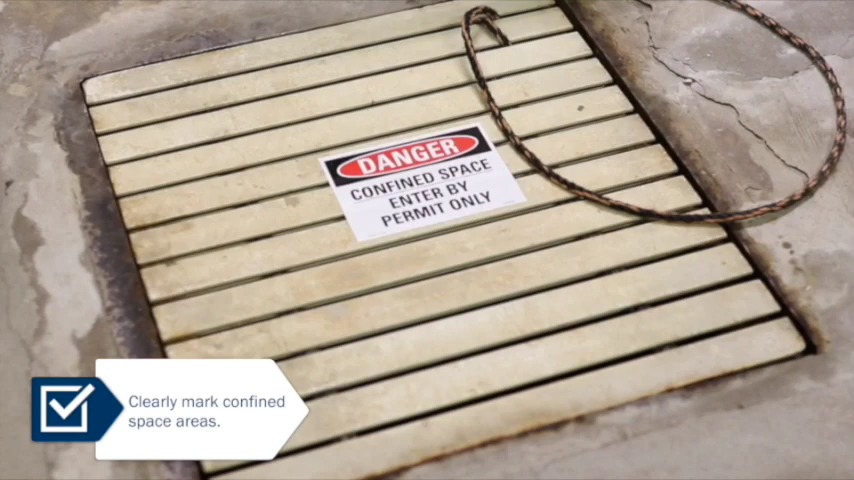 DANGER
CONFINED SPACE
ENTER BY
PERMIT ONLY
Clearly mark confined
space areas.